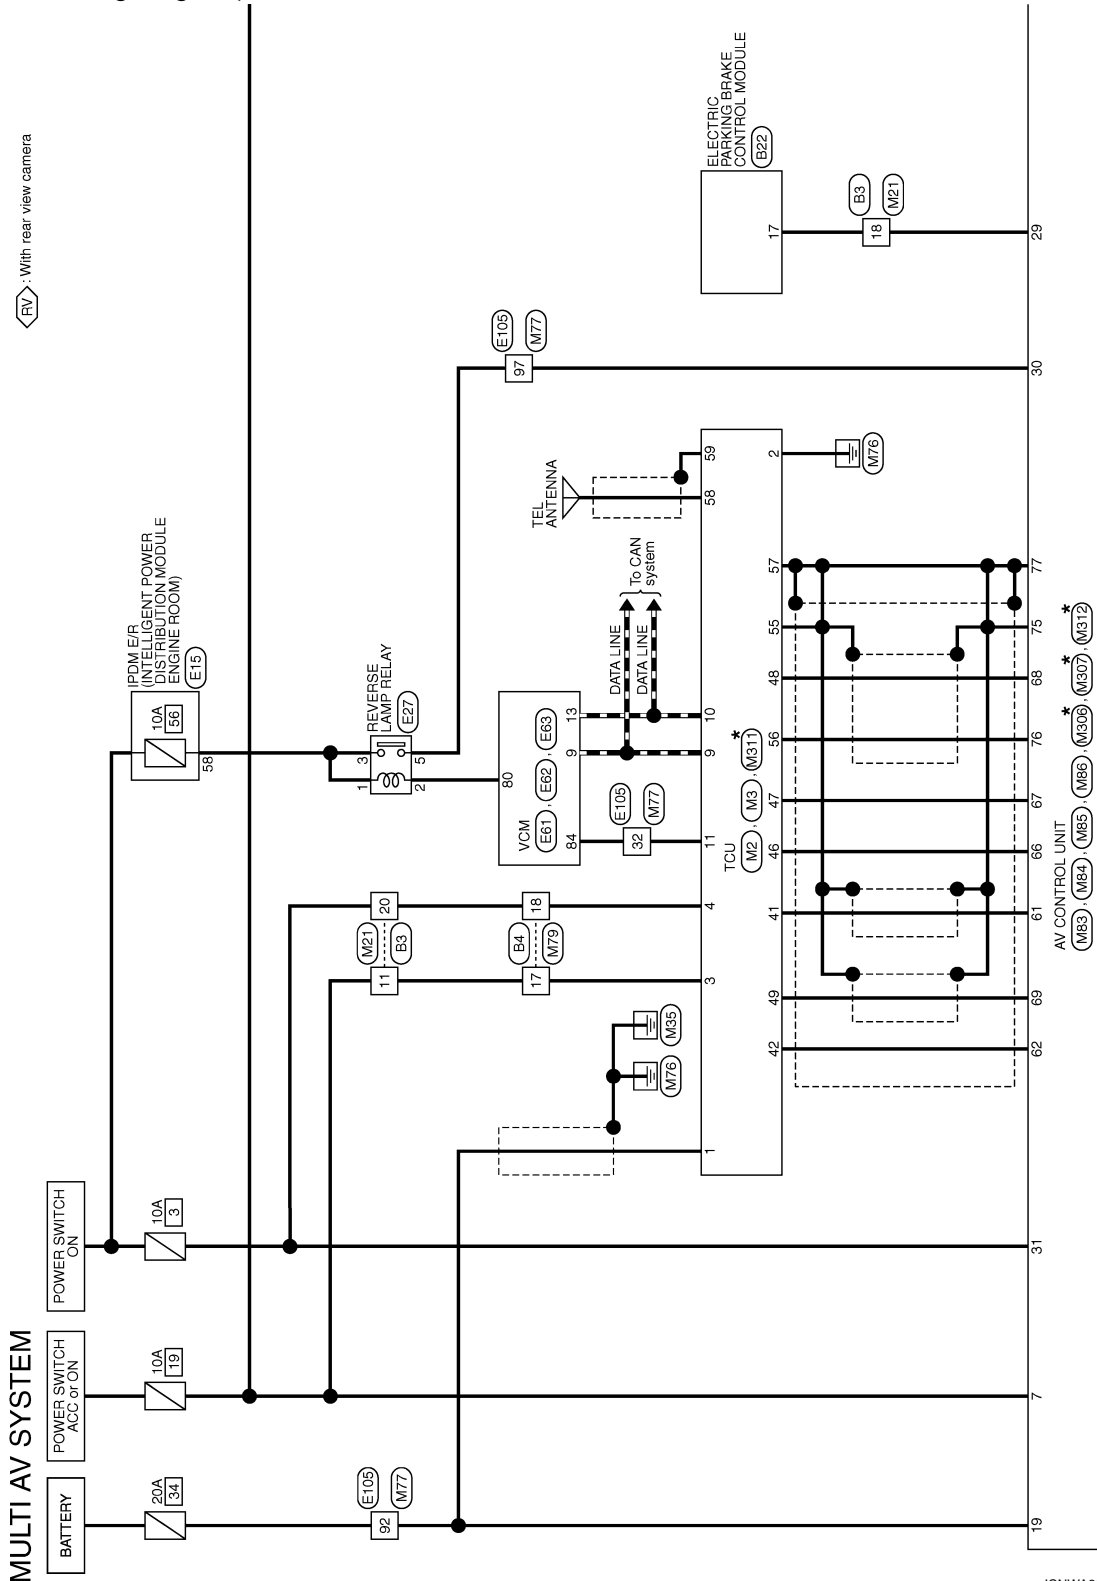 MULTI AV SYSTEM
RV : With rear view camera
BATTERY
POWER SWITCH
ACC or ON
POWER SWITCH
ON
20A
34
10A
19
10A
3
IPDM E/R
(INTELLIGENT POWER
DISTRIBUTION MODULE
ENGINE ROOM)
E15
10A
56
58
REVERSE
LAMP RELAY
E27
1
3
2
5
E105
92
M77
M21
11
20
B3
B4
17
18
M79
VCM
E61 , E62 , E63
80
84
9
13
E105
32
M77
DATA LINE
DATA LINE
To CAN
system
TEL
ANTENNA
E105
97
M77
ELECTRIC
PARKING BRAKE
CONTROL MODULE
B22
17
B3
18
M21
M76
M35
1
3
4
11
9
10
58
59
TCU
M2 , M3 , * M311
42
49
41
46
47
56
48
55
57
2
M76
19
7
31
62
69
61
66
67
76
68
75
77
30
29
AV CONTROL UNIT
M83 , M84 , M85 , M86 , * M306 , * M307 , * M312